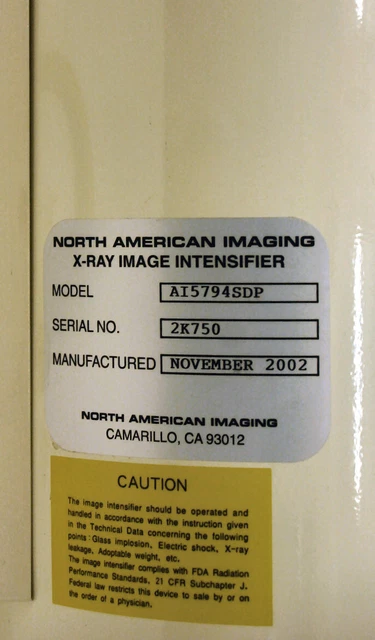 NORTH AMERICAN IMAGING
X-RAY IMAGE INTENSIFIER
MODEL AI5794SDP
SERIAL NO. 2K750
MANUFACTURED NOVEMBER 2002
NORTH AMERICAN IMAGING
CAMARILLO, CA 93012
CAUTION
The image intensifier should be operated and
handled in accordance with the instruction given
in the Technical Data concerning the following
points : Glass implosion, Electric shock, X-ray
leakage, Adoptable weight, etc.
The image intensifier complies with FDA Radiation
Performance Standards, 21 CFR Subchapter J.
Federal law restricts this device to sale by or on
the order of a physician.